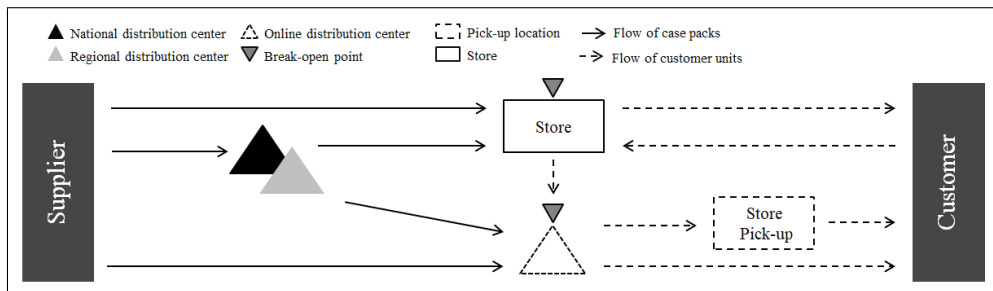 National distribution center
Online distribution center
Pick-up location
Flow of case packs
Regional distribution center
Break-open point
Store
Flow of customer units
Supplier
Store
Customer
Store
Pick-up